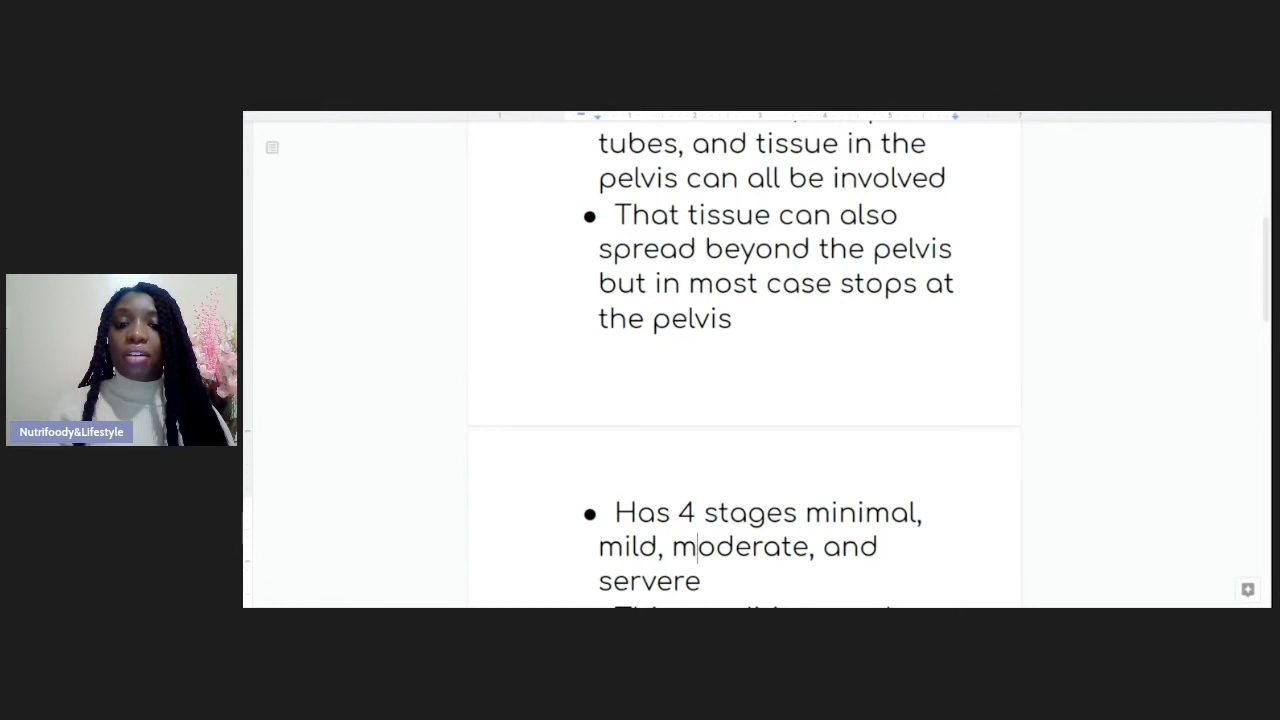 tubes, and tissue in the
pelvis can all be involved
● That tissue can also
spread beyond the pelvis
but in most case stops at
the pelvis
● Has 4 stages minimal,
mild, moderate, and
servere
Nutrifoody&Lifestyle